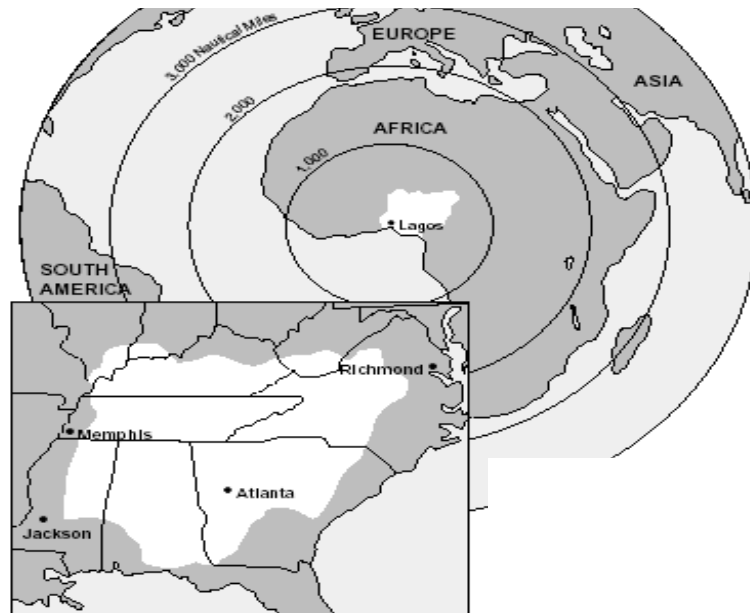 3,000 Nautical Miles
EUROPE
ASIA
2,000
AFRICA
1,000
Lagos
SOUTH
AMERICA
Richmond
Memphis
Atlanta
Jackson